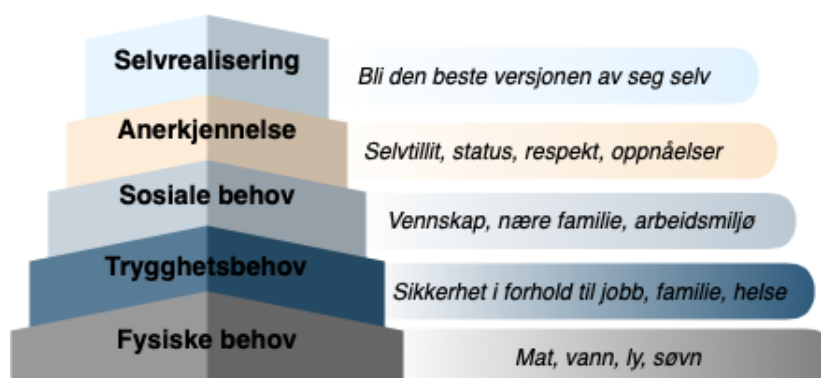 Selvrealisering
Bli den beste versjonen av seg selv
Anerkjennelse
Selvtillit, status, respekt, oppnåelser
Sosiale behov
Vennskap, nære familie, arbeidsmiljø
Trygghetsbehov
Sikkerhet i forhold til jobb, familie, helse
Fysiske behov
Mat, vann, ly, søvn